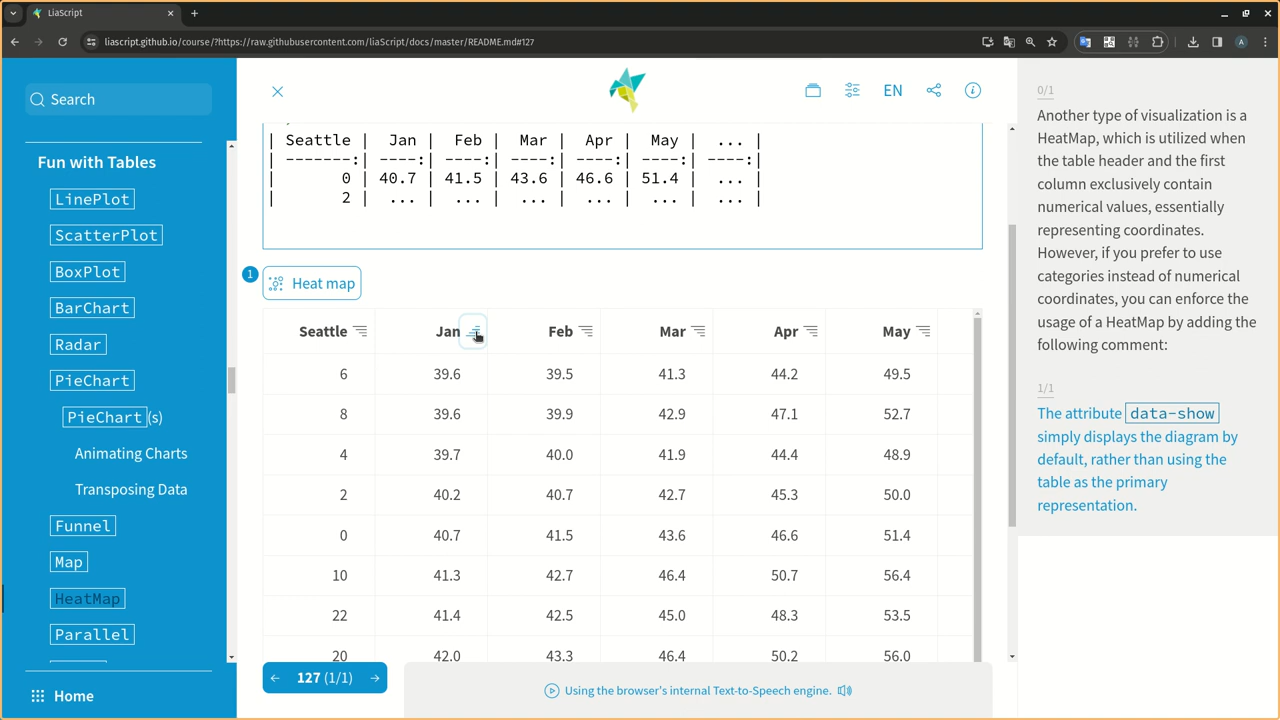 LiaScript
liascript.github.io/course/?https://raw.githubusercontent.com/liaScript/docs/master/README.md#127
A
Search
Fun with Tables
LinePlot
ScatterPlot
BoxPlot
BarChart
Radar
PieChart
PieChart(s)
Animating Charts
Transposing Data
Funnel
Map
HeatMap
Parallel
Home
EN
| Seattle | Jan | Feb | Mar | Apr | May | ... |
| -------:| ----:| ----:| ----:| ----:| ----:| ----:|
| 0 | 40.7 | 41.5 | 43.6 | 46.6 | 51.4 | ... |
| 2 | ... | ... | ... | ... | ... | ... |
1
Heat map
Seattle Jan Feb Mar Apr May
6 39.6 39.5 41.3 44.2 49.5
8 39.6 39.9 42.9 47.1 52.7
4 39.7 40.0 41.9 44.4 48.9
2 40.2 40.7 42.7 45.3 50.0
0 40.7 41.5 43.6 46.6 51.4
10 41.3 42.7 46.4 50.7 56.4
22 41.4 42.5 45.0 48.3 53.5
20 42.0 43.3 46.4 50.2 56.0
127 (1/1)
Using the browser's internal Text-to-Speech engine.
0/1
Another type of visualization is a
HeatMap, which is utilized when
the table header and the first
column exclusively contain
numerical values, essentially
representing coordinates.
However, if you prefer to use
categories instead of numerical
coordinates, you can enforce the
usage of a HeatMap by adding the
following comment:
1/1
The attribute data-show
simply displays the diagram by
default, rather than using the
table as the primary
representation.